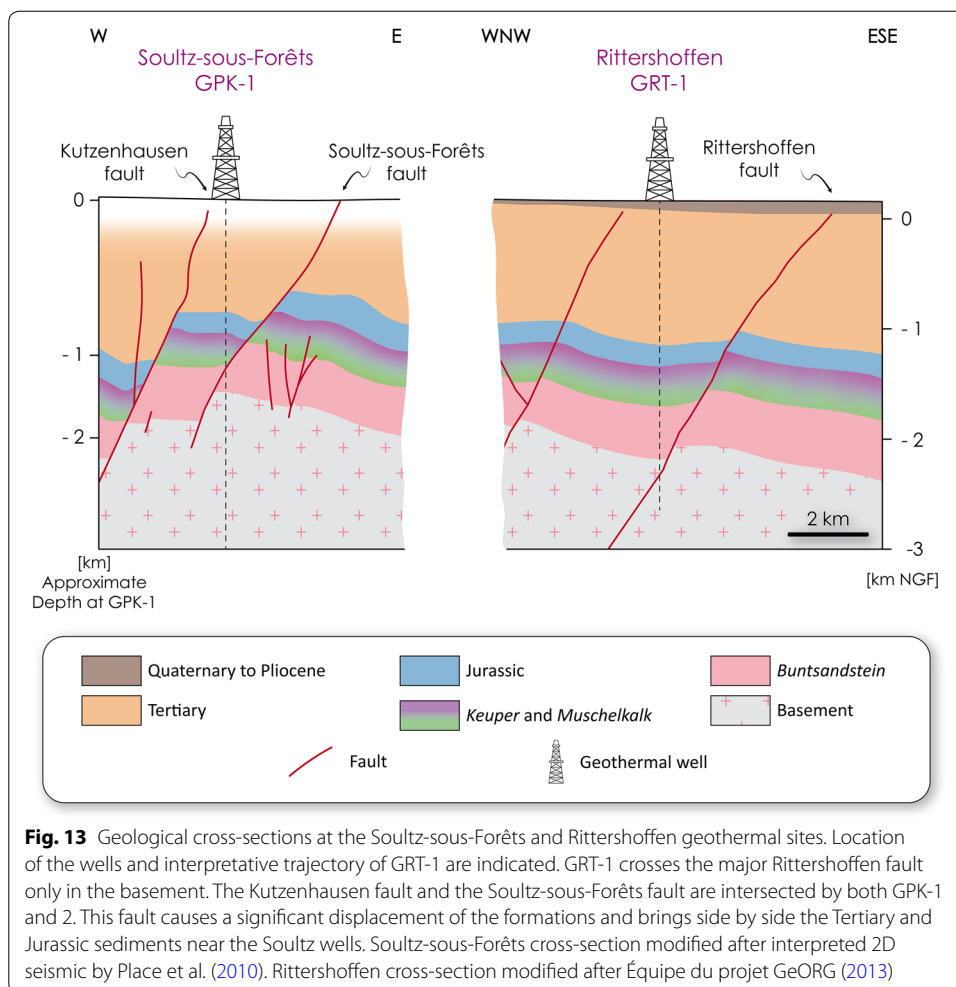 W
E
WNW
ESE
Soultz-sous-Forêts
GPK-1
Rittershoffen
GRT-1
Kutzenhausen
fault
Soultz-sous-Forêts
fault
Rittershoffen
fault
0
0
- 1
- 1
- 2
- 2
2 km
-3
[km]
Approximate
Depth at GPK-1
[km NGF]
Quaternary to Pliocene
Jurassic
Buntsandstein
Tertiary
Keuper and Muschelkalk
Basement
Fault
Geothermal well
Fig. 13 Geological cross-sections at the Soultz-sous-Forêts and Rittershoffen geothermal sites. Location
of the wells and interpretative trajectory of GRT-1 are indicated. GRT-1 crosses the major Rittershoffen fault
only in the basement. The Kutzenhausen fault and the Soultz-sous-Forêts fault are intersected by both GPK-1
and 2. This fault causes a significant displacement of the formations and brings side by side the Tertiary and
Jurassic sediments near the Soultz wells. Soultz-sous-Forêts cross-section modified after interpreted 2D
seismic by Place et al. (2010). Rittershoffen cross-section modified after Équipe du projet GeORG (2013)